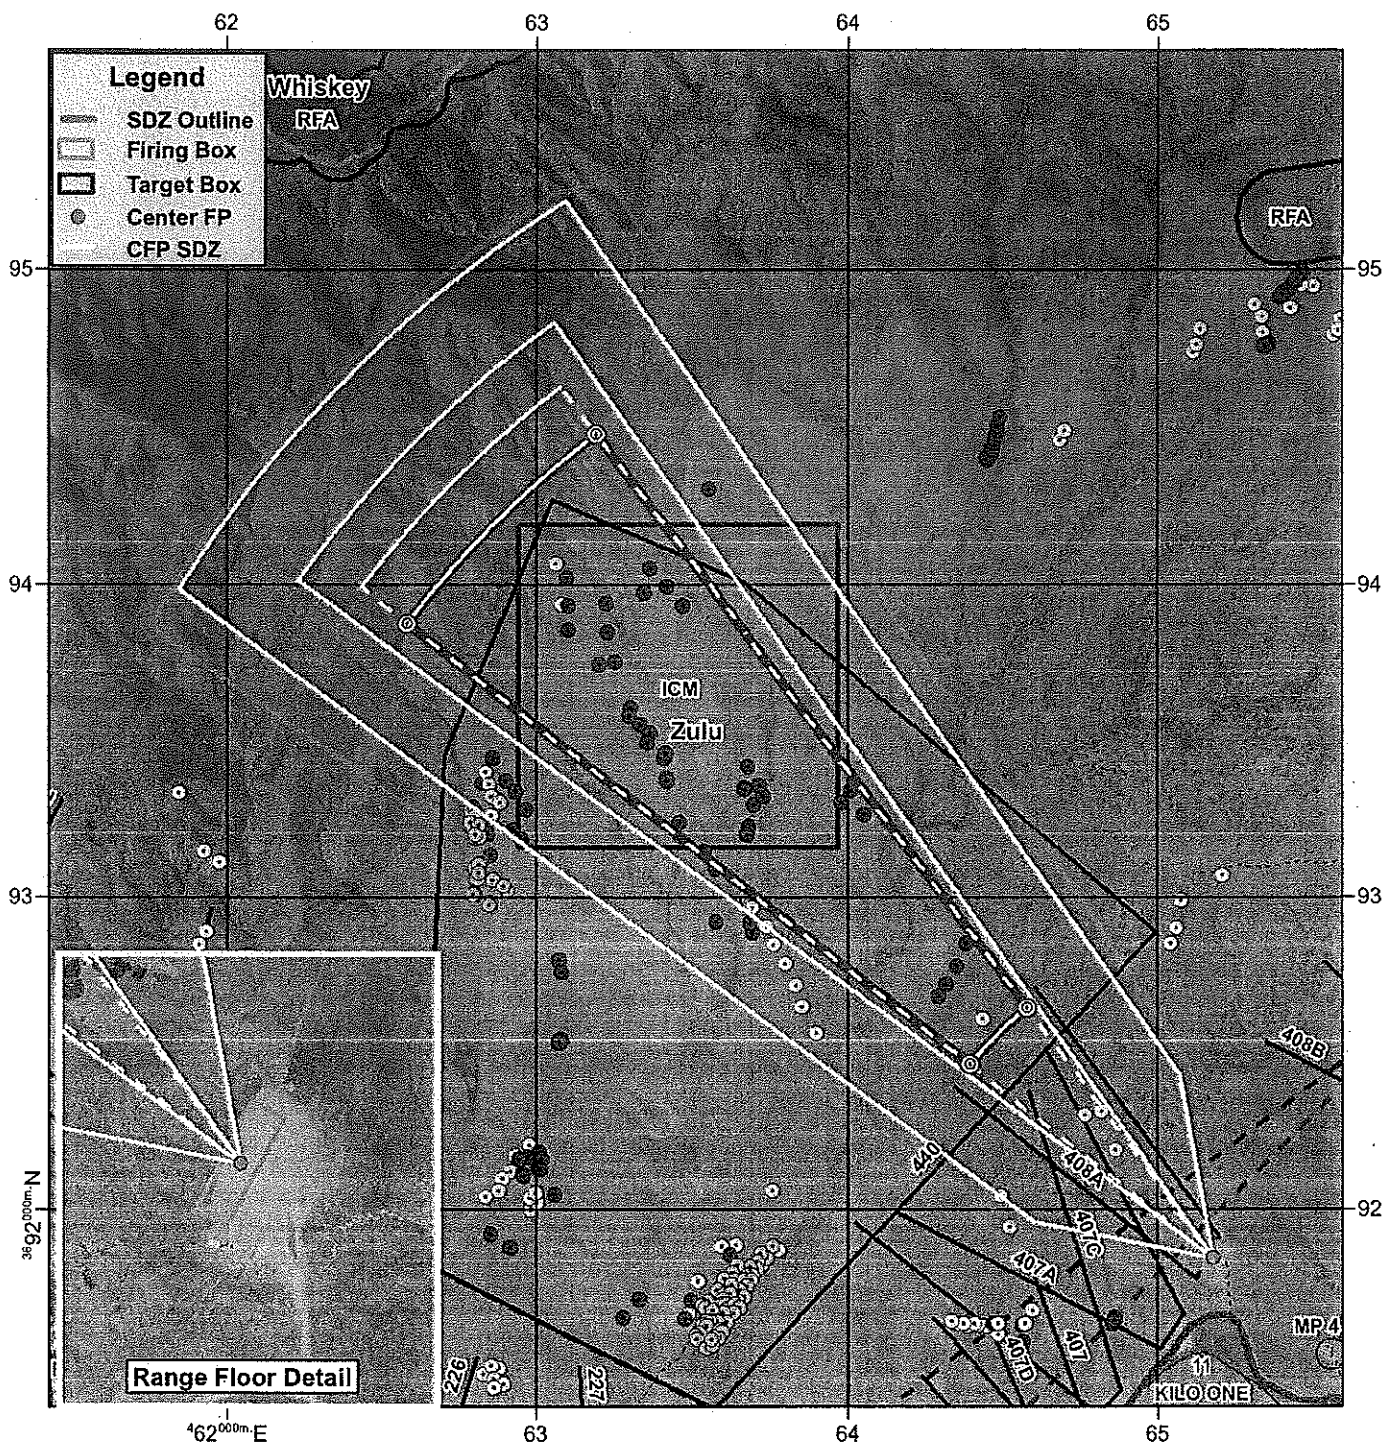 62 63 64 65
Legend
SDZ Outline
Firing Box
Target Box
Center FP
CFP SDZ
Whiskey
RFA
RFA
95 95
94 94
ICM
Zulu
93 93
408B
440
408A
92
3692000m.N
407C
407A
MP 4
407
407D
11
KILO ONE
226
227
Range Floor Detail
462000m.E 63 64 65